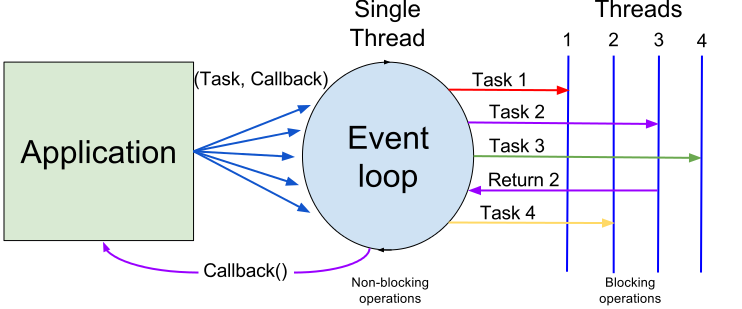 Single
Thread
Threads
1 2 3 4
(Task, Callback)
Application
Event
loop
Task 1
Task 2
Task 3
Return 2
Task 4
Callback()
Non-blocking
operations
Blocking
operations